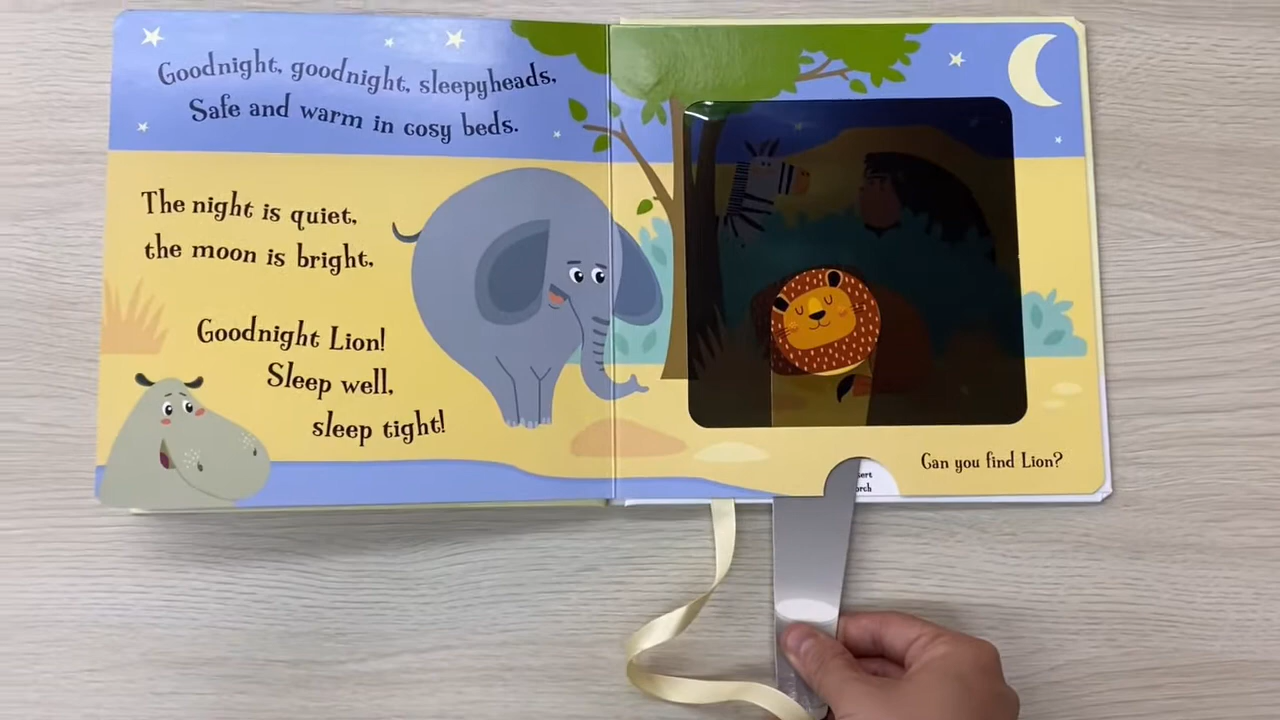 Goodnight, goodnight, sleepyheads,
Safe and warm in cosy beds.
The night is quiet,
the moon is bright,
Goodnight Lion!
Sleep well,
sleep tight!
Can you find Lion?